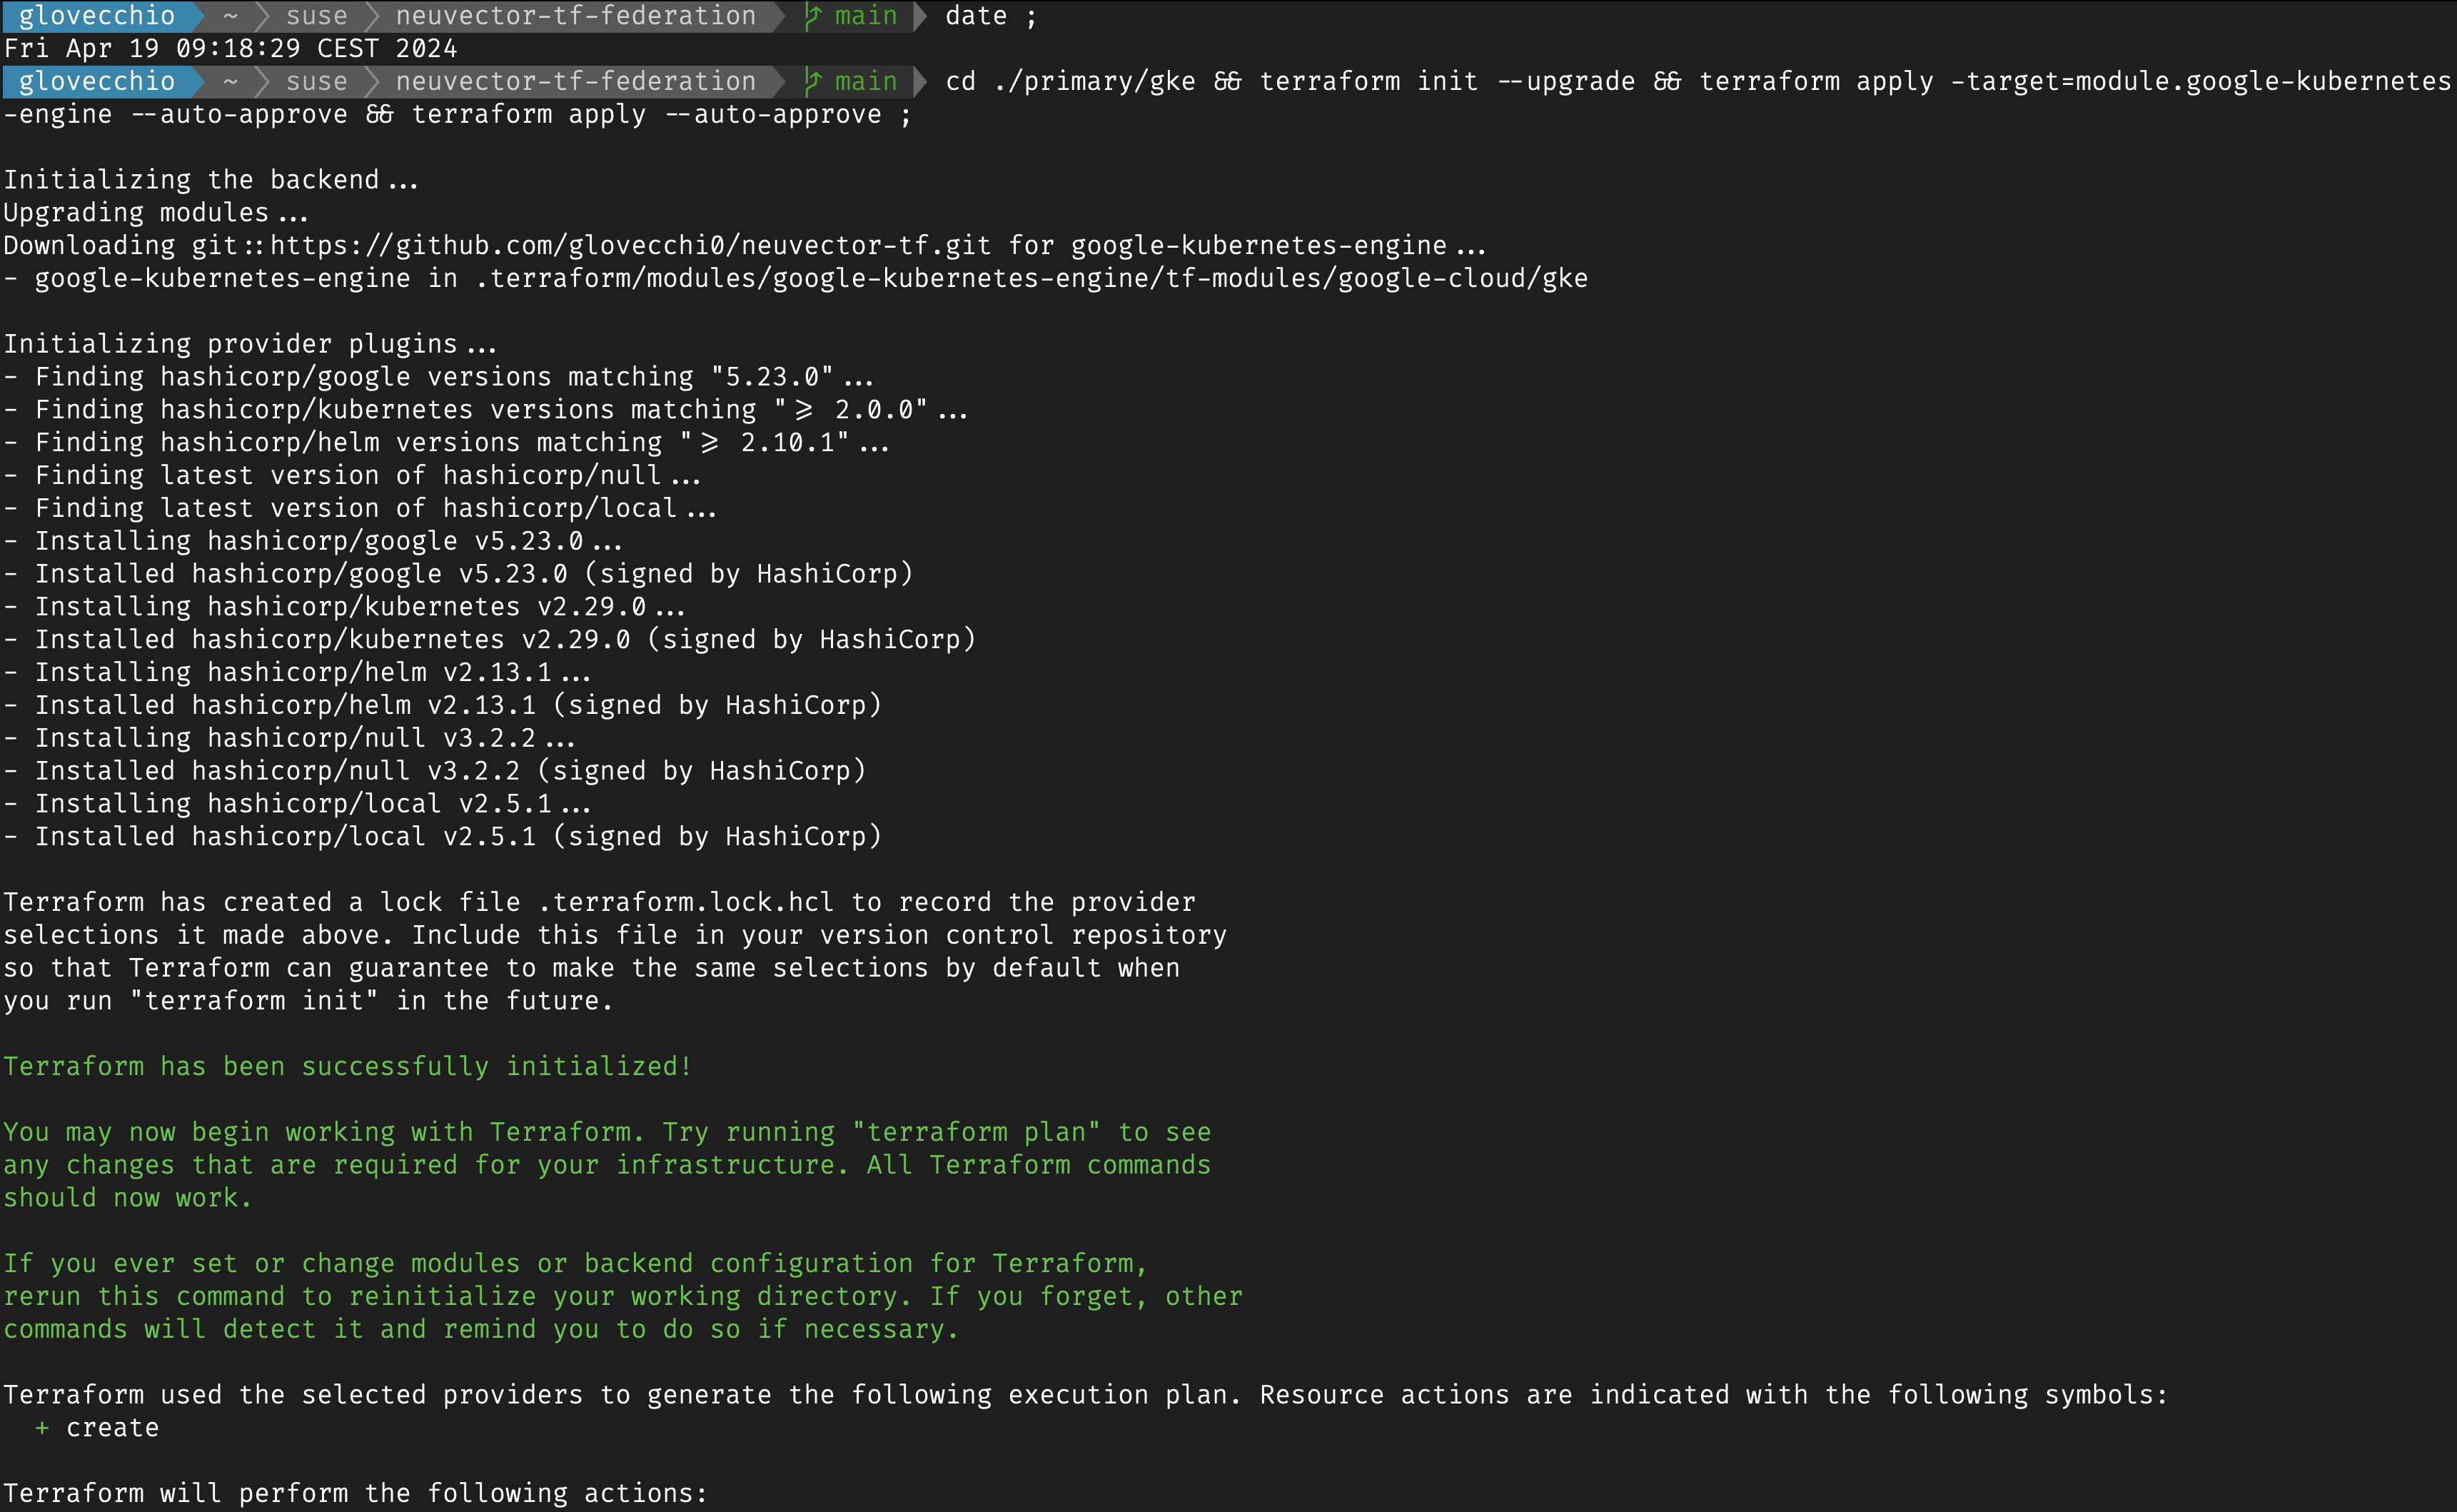 glovecchio ~ suse neuvector-tf-federation main date ;
Fri Apr 19 09:18:29 CEST 2024
glovecchio ~ suse neuvector-tf-federation main cd ./primary/gke && terraform init --upgrade && terraform apply -target=module.google-kubernetes
-engine --auto-approve && terraform apply --auto-approve ;
Initializing the backend...
Upgrading modules...
Downloading git::https://github.com/glovecchi0/neuvector-tf.git for google-kubernetes-engine...
- google-kubernetes-engine in .terraform/modules/google-kubernetes-engine/tf-modules/google-cloud/gke
Initializing provider plugins...
- Finding hashicorp/google versions matching "5.23.0"...
- Finding hashicorp/kubernetes versions matching ">= 2.0.0"...
- Finding hashicorp/helm versions matching ">= 2.10.1"...
- Finding latest version of hashicorp/null...
- Finding latest version of hashicorp/local...
- Installing hashicorp/google v5.23.0...
- Installed hashicorp/google v5.23.0 (signed by HashiCorp)
- Installing hashicorp/kubernetes v2.29.0...
- Installed hashicorp/kubernetes v2.29.0 (signed by HashiCorp)
- Installing hashicorp/helm v2.13.1...
- Installed hashicorp/helm v2.13.1 (signed by HashiCorp)
- Installing hashicorp/null v3.2.2...
- Installed hashicorp/null v3.2.2 (signed by HashiCorp)
- Installing hashicorp/local v2.5.1...
- Installed hashicorp/local v2.5.1 (signed by HashiCorp)
Terraform has created a lock file .terraform.lock.hcl to record the provider
selections it made above. Include this file in your version control repository
so that Terraform can guarantee to make the same selections by default when
you run "terraform init" in the future.
Terraform has been successfully initialized!
You may now begin working with Terraform. Try running "terraform plan" to see
any changes that are required for your infrastructure. All Terraform commands
should now work.
If you ever set or change modules or backend configuration for Terraform,
rerun this command to reinitialize your working directory. If you forget, other
commands will detect it and remind you to do so if necessary.
Terraform used the selected providers to generate the following execution plan. Resource actions are indicated with the following symbols:
+ create
Terraform will perform the following actions: